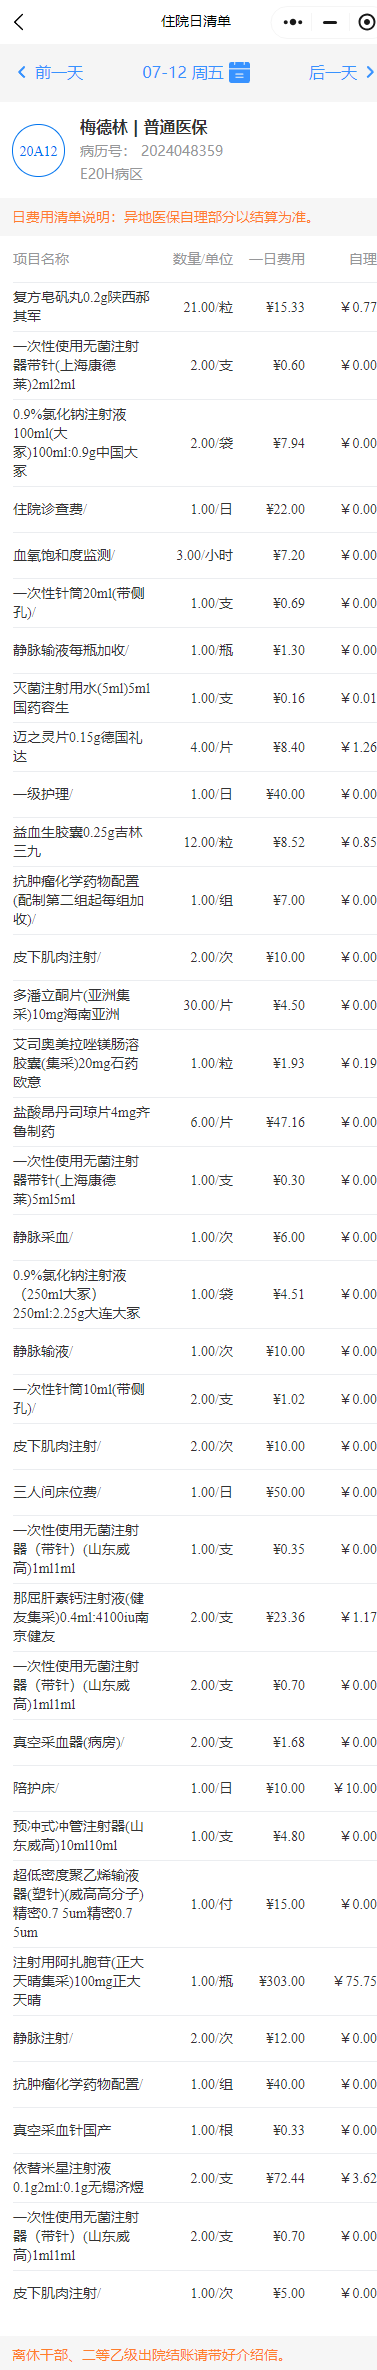 住院日清单
前一天 07-12 周五 后一天
20A12
梅德林 | 普通医保
病历号： 2024048359
E20H病区
日费用清单说明：异地医保自理部分以结算为准。
项目名称 数量/单位 一日费用 自理
复方皂矾丸0.2g陕西郝
其军
21.00/粒 ¥15.33 ￥0.77
一次性使用无菌注射
器带针(上海康德
莱)2ml2ml
2.00/支 ¥0.60 ￥0.00
0.9%氯化钠注射液
100ml(大
冢)100ml:0.9g中国大
冢
2.00/袋 ¥7.94 ￥0.00
住院诊查费/ 1.00/日 ¥22.00 ￥0.00
血氧饱和度监测/ 3.00/小时 ¥7.20 ￥0.00
一次性针筒20ml(带侧
孔)/
1.00/支 ¥0.69 ￥0.00
静脉输液每瓶加收/ 1.00/瓶 ¥1.30 ￥0.00
灭菌注射用水(5ml)5ml
国药容生
1.00/支 ¥0.16 ￥0.01
迈之灵片0.15g德国礼
达
4.00/片 ¥8.40 ￥1.26
一级护理/ 1.00/日 ¥40.00 ￥0.00
益血生胶囊0.25g吉林
三九
12.00/粒 ¥8.52 ￥0.85
抗肿瘤化学药物配置
(配制第二组起每组加
收)/
1.00/组 ¥7.00 ￥0.00
皮下肌肉注射/ 2.00/次 ¥10.00 ￥0.00
多潘立酮片(亚洲集
采)10mg海南亚洲
30.00/片 ¥4.50 ￥0.00
艾司奥美拉唑镁肠溶
胶囊(集采)20mg石药
欧意
1.00/粒 ¥1.93 ￥0.19
盐酸昂丹司琼片4mg齐
鲁制药
6.00/片 ¥47.16 ￥0.00
一次性使用无菌注射
器带针(上海康德
莱)5ml5ml
1.00/支 ¥0.30 ￥0.00
静脉采血/ 1.00/次 ¥6.00 ￥0.00
0.9%氯化钠注射液
（250ml大冢）
250ml:2.25g大连大冢
1.00/袋 ¥4.51 ￥0.00
静脉输液/ 1.00/次 ¥10.00 ￥0.00
一次性针筒10ml(带侧
孔)/
2.00/支 ¥1.02 ￥0.00
皮下肌肉注射/ 2.00/次 ¥10.00 ￥0.00
三人间床位费/ 1.00/日 ¥50.00 ￥0.00
一次性使用无菌注射
器（带针）(山东威
高)1ml1ml
1.00/支 ¥0.35 ￥0.00
那屈肝素钙注射液(健
友集采)0.4ml:4100iu南
京健友
2.00/支 ¥23.36 ￥1.17
一次性使用无菌注射
器（带针）(山东威
高)1ml1ml
2.00/支 ¥0.70 ￥0.00
真空采血器(病房)/ 2.00/支 ¥1.68 ￥0.00
陪护床/ 1.00/日 ¥10.00 ￥10.00
预冲式冲管注射器(山
东威高)10ml10ml
1.00/支 ¥4.80 ￥0.00
超低密度聚乙烯输液
器(塑针)(威高高分子)
精密0.7 5um精密0.7
5um
1.00/付 ¥15.00 ￥0.00
注射用阿扎胞苷(正大
天晴集采)100mg正大
天晴
1.00/瓶 ¥303.00 ￥75.75
静脉注射/ 2.00/次 ¥12.00 ￥0.00
抗肿瘤化学药物配置/ 1.00/组 ¥40.00 ￥0.00
真空采血针国产 1.00/根 ¥0.33 ￥0.00
依替米星注射液
0.1g2ml:0.1g无锡济煜
2.00/支 ¥72.44 ￥3.62
一次性使用无菌注射
器（带针）(山东威
高)1ml1ml
2.00/支 ¥0.70 ￥0.00
皮下肌肉注射/ 1.00/次 ¥5.00 ￥0.00
离休干部、二等乙级出院结账请带好介绍信。